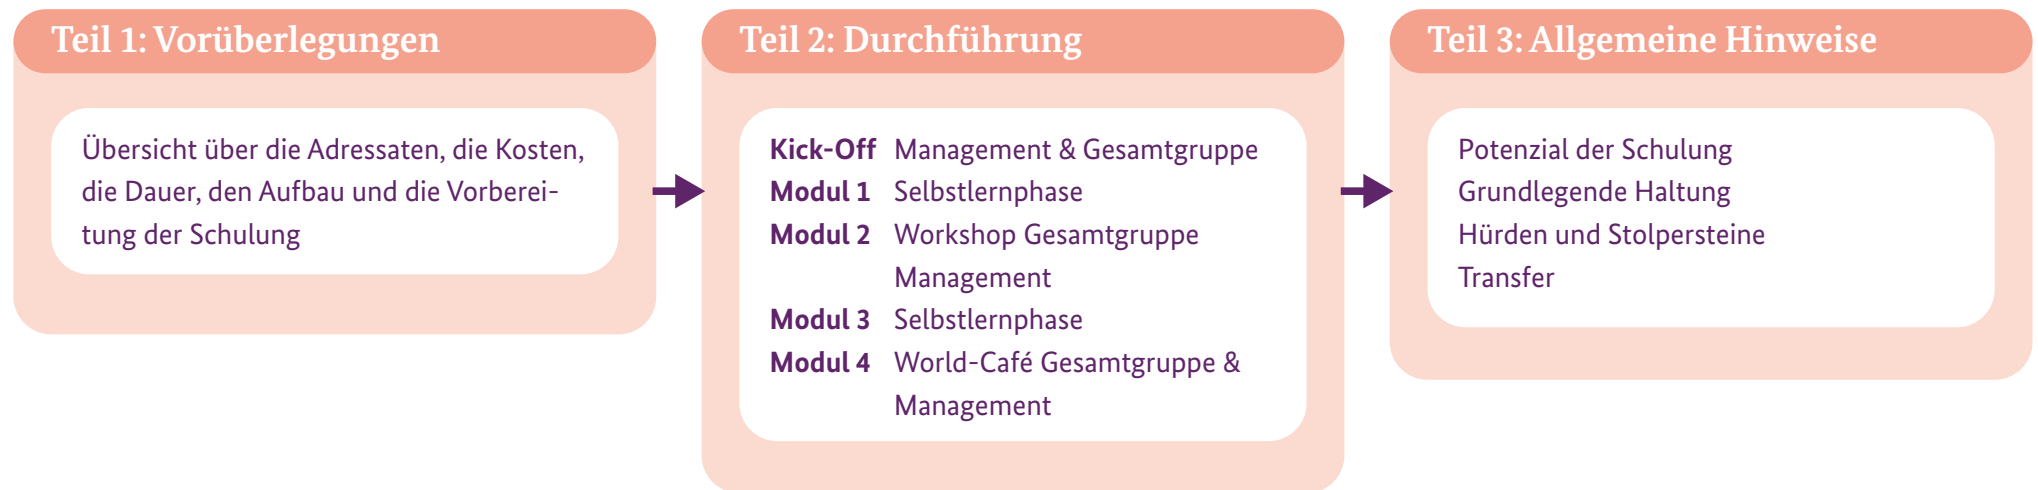 Teil 1: Vorüberlegungen
Übersicht über die Adressaten, die Kosten,
die Dauer, den Aufbau und die Vorberei-
tung der Schulung
Teil 2: Durchführung
Kick-Off Management & Gesamtgruppe
Modul 1 Selbstlernphase
Modul 2 Workshop Gesamtgruppe
Management
Modul 3 Selbstlernphase
Modul 4 World-Café Gesamtgruppe &
Management
Teil 3: Allgemeine Hinweise
Potenzial der Schulung
Grundlegende Haltung
Hürden und Stolpersteine
Transfer